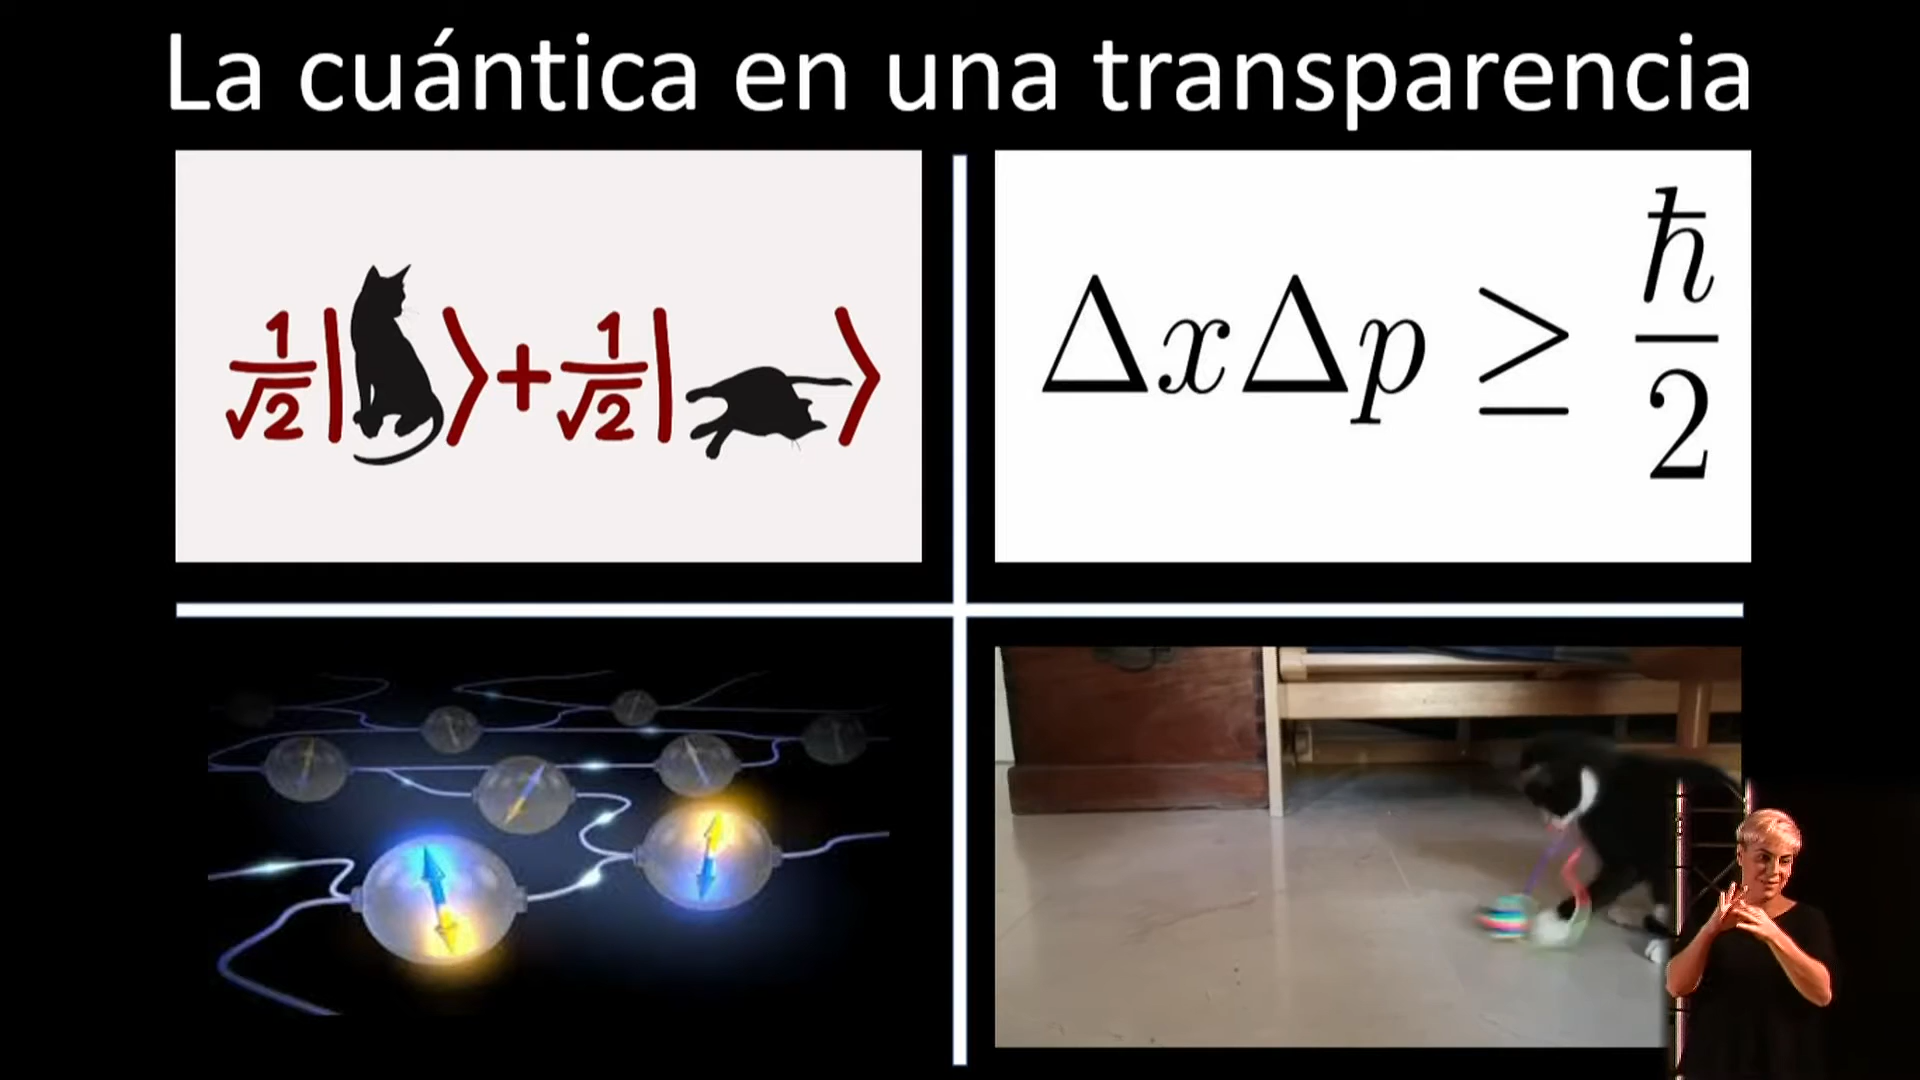 La cuántica en una transparencia
1/√2 | ⟩ + 1/√2 | ⟩
ΔxΔp ≥ ħ/2